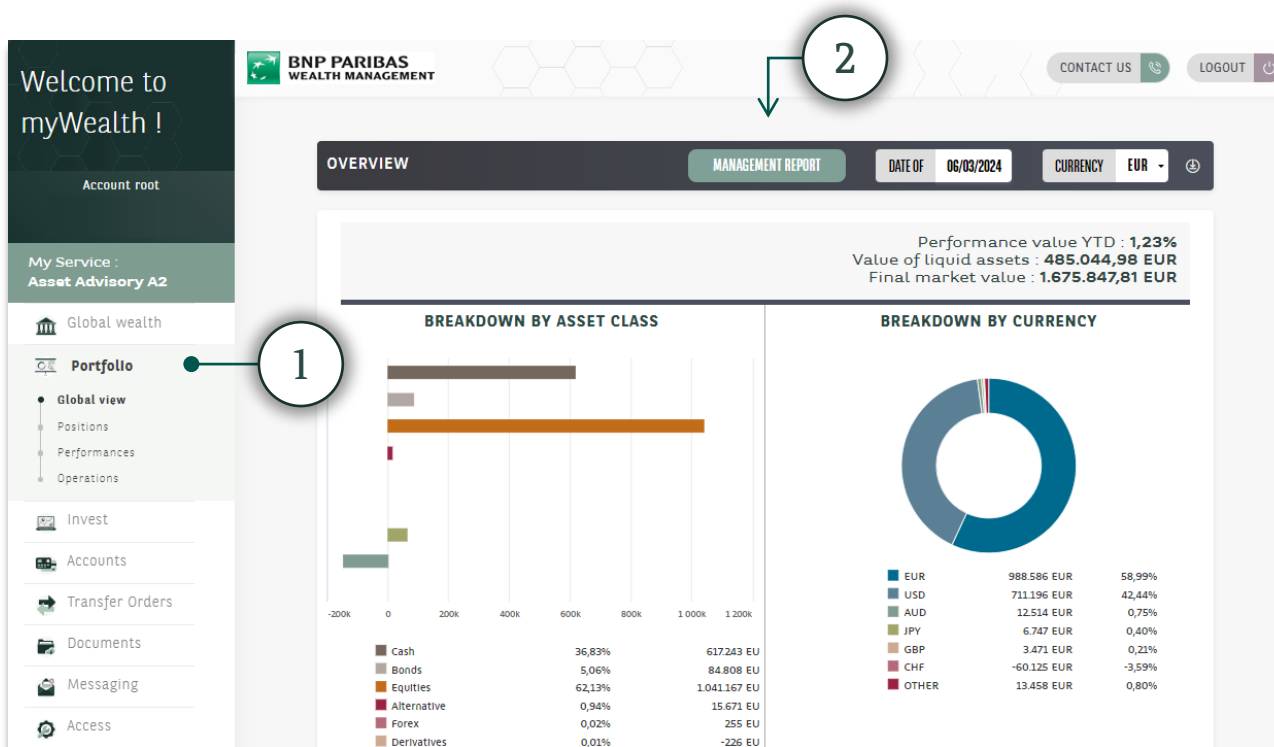 2
BNP PARIBAS
WEALTH MANAGEMENT
CONTACT US
LOGOUT
Welcome to
myWealth !
Account root
My Service :
Asset Advisory A2
Global wealth
Portfolio
1
Global view
Positions
Performances
Operations
Invest
Accounts
Transfer Orders
Documents
Messaging
Access
OVERVIEW
MANAGEMENT REPORT
DATE OF 06/03/2024
CURRENCY EUR
Performance value YTD : 1,23%
Value of liquid assets : 485.044,98 EUR
Final market value : 1.675.847,81 EUR
BREAKDOWN BY ASSET CLASS
-200k 0 200k 400k 600k 800k 1 000k 1 200k
Cash 36,83% 617.243 EU
Bonds 5,06% 84.808 EU
Equities 62,13% 1.041.167 EU
Alternative 0,94% 15.671 EU
Forex 0,02% 255 EU
Derivatives 0,01% -226 EU
BREAKDOWN BY CURRENCY
EUR 988.586 EUR 58,99%
USD 711.196 EUR 42,44%
AUD 12.514 EUR 0,75%
JPY 6.747 EUR 0,40%
GBP 3.471 EUR 0,21%
CHF -60.125 EUR -3,59%
OTHER 13.458 EUR 0,80%